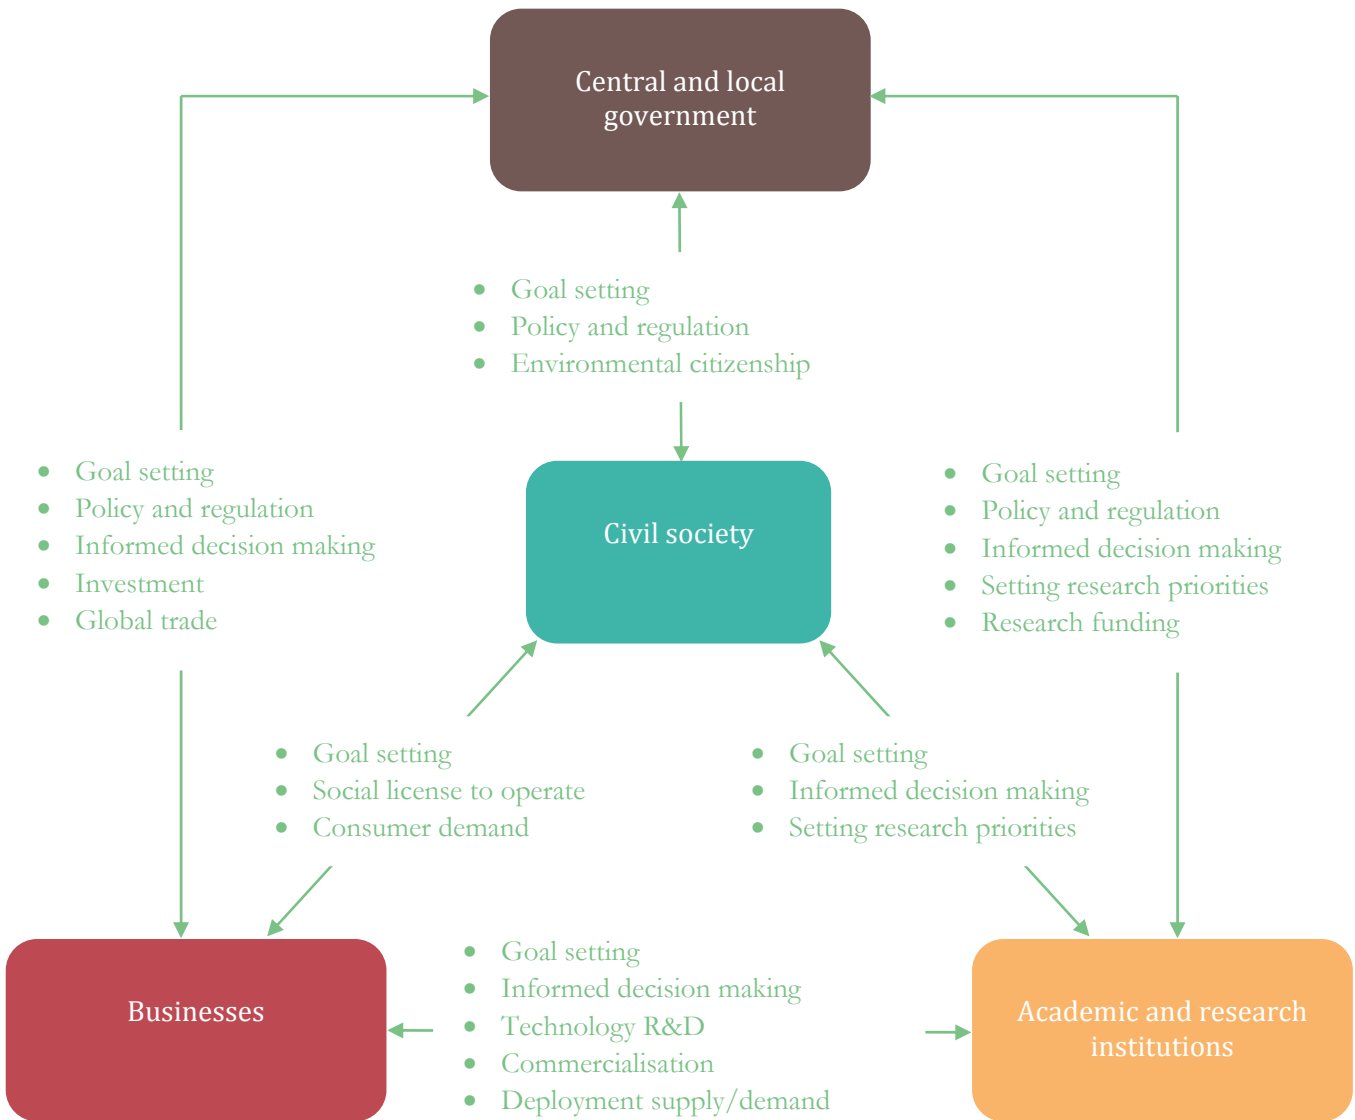 Central and local
government
• Goal setting
• Policy and regulation
• Environmental citizenship
• Goal setting
• Policy and regulation
• Informed decision making
• Investment
• Global trade
Civil society
• Goal setting
• Policy and regulation
• Informed decision making
• Setting research priorities
• Research funding
• Goal setting
• Social license to operate
• Consumer demand
• Goal setting
• Informed decision making
• Setting research priorities
Businesses
• Goal setting
• Informed decision making
• Technology R&D
• Commercialisation
• Deployment supply/demand
Academic and research
institutions